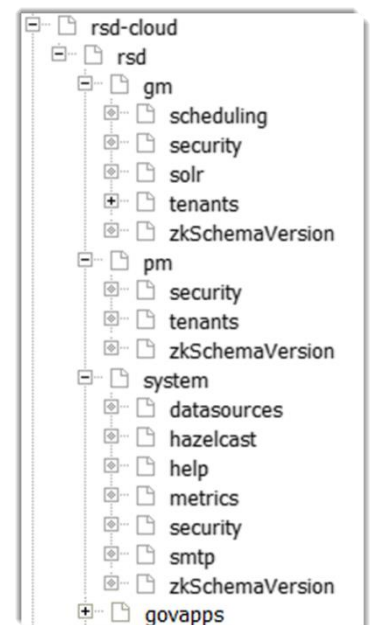 rsd-cloud
rsd
gm
scheduling
security
solr
tenants
zkSchemaVersion
pm
security
tenants
zkSchemaVersion
system
datasources
hazelcast
help
metrics
security
smtp
zkSchemaVersion
govapps